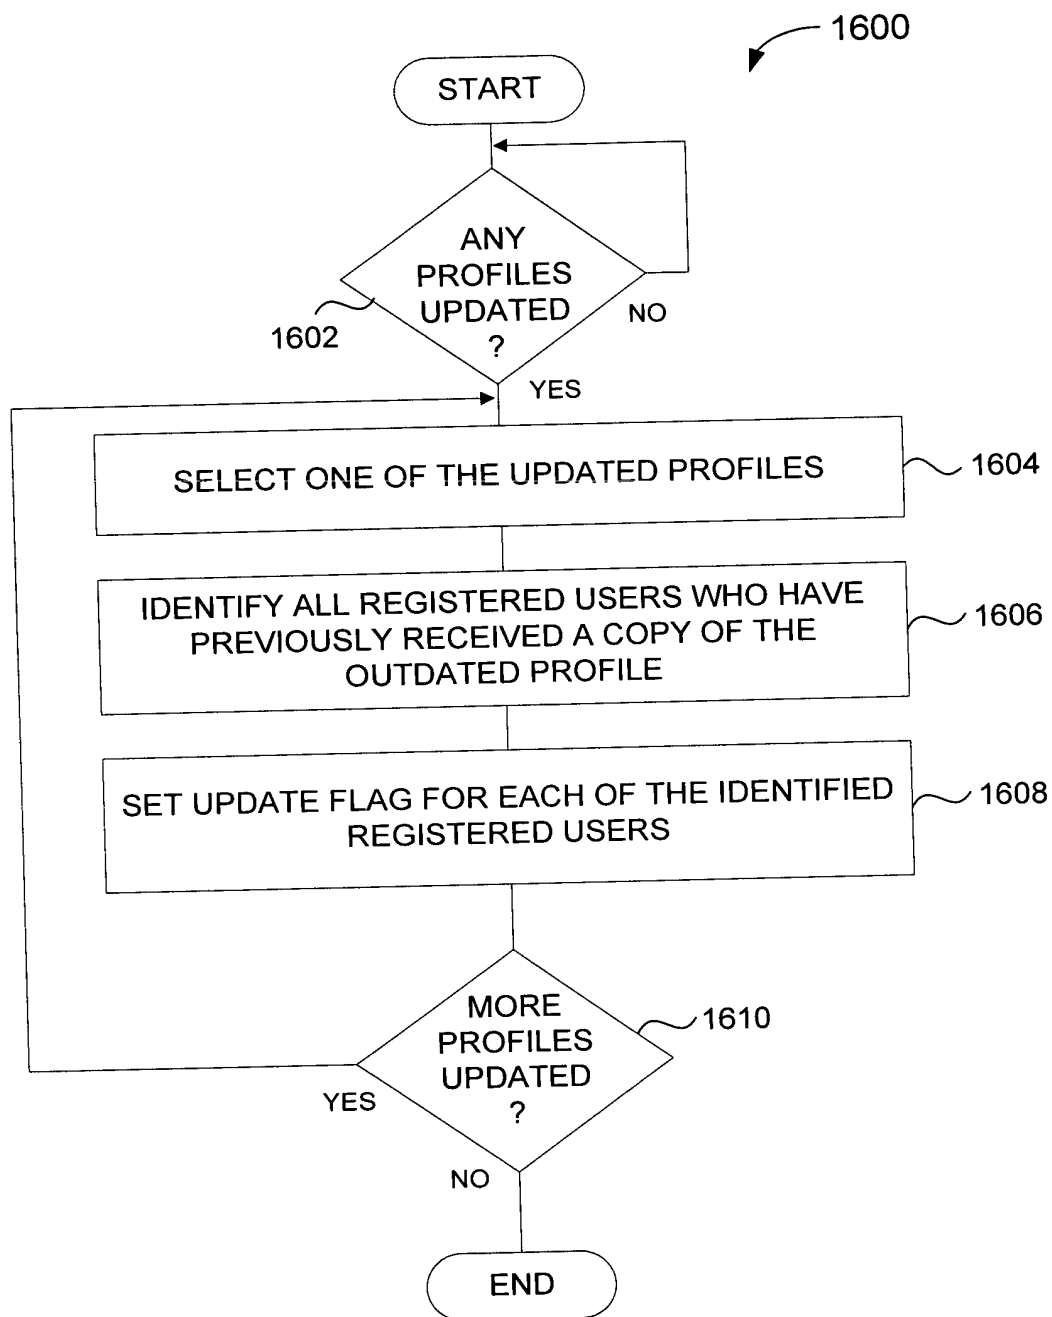 1600
START
ANY
PROFILES
UPDATED
?
1602
NO
YES
SELECT ONE OF THE UPDATED PROFILES
1604
IDENTIFY ALL REGISTERED USERS WHO HAVE
PREVIOUSLY RECEIVED A COPY OF THE
OUTDATED PROFILE
1606
SET UPDATE FLAG FOR EACH OF THE IDENTIFIED
REGISTERED USERS
1608
MORE
PROFILES
UPDATED
?
1610
YES
NO
END